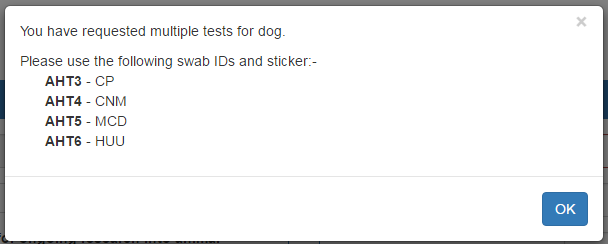 ×
You have requested multiple tests for dog.
Please use the following swab IDs and sticker:-
AHT3 - CP
AHT4 - CNM
AHT5 - MCD
AHT6 - HUU
OK